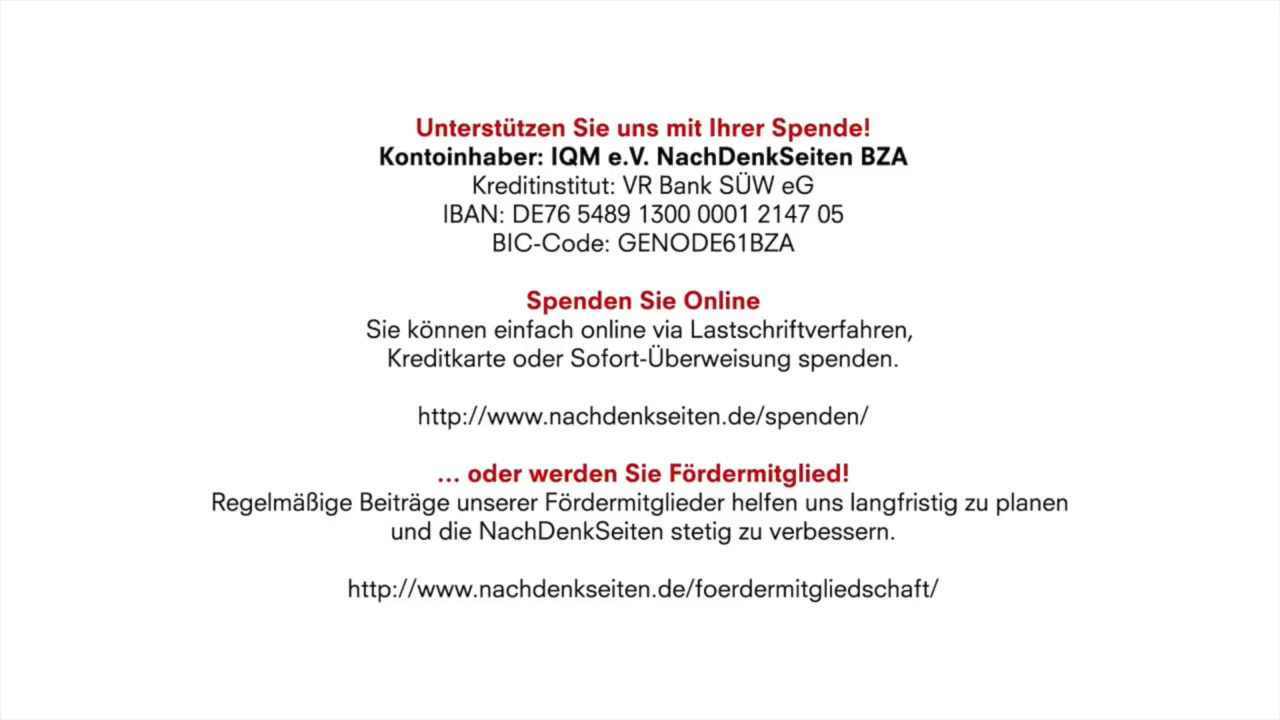 Unterstützen Sie uns mit Ihrer Spende!
Kontoinhaber: IQM e.V. NachDenkSeiten BZA
Kreditinstitut: VR Bank SÜW eG
IBAN: DE76 5489 1300 0001 2147 05
BIC-Code: GENODE61BZA
Spenden Sie Online
Sie können einfach online via Lastschriftverfahren,
Kreditkarte oder Sofort-Überweisung spenden.
http://www.nachdenkseiten.de/spenden/
... oder werden Sie Fördermitglied!
Regelmäßige Beiträge unserer Fördermitglieder helfen uns langfristig zu planen
und die NachDenkSeiten stetig zu verbessern.
http://www.nachdenkseiten.de/foerdermitgliedschaft/